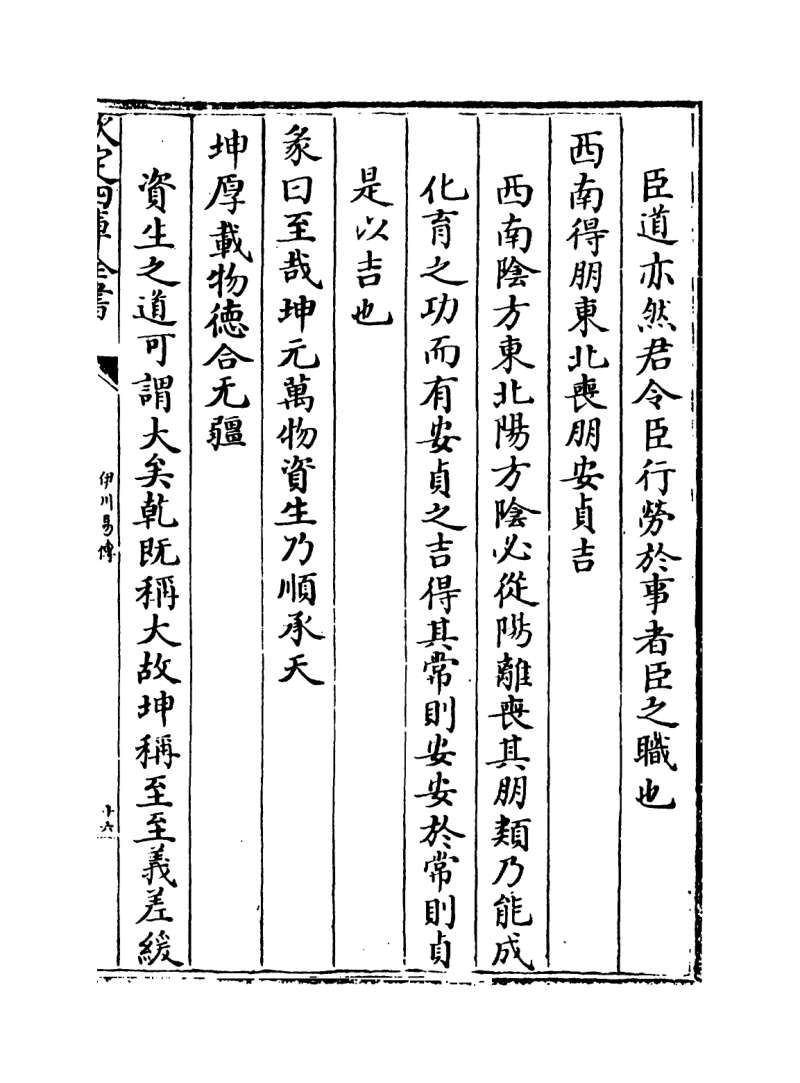 臣道亦然君令臣行勞於事者臣之職也
西南得朋東北喪朋安貞吉
西南陰方東北陽方陰必從陽離喪其朋類乃能成
化育之功而有安貞之吉得其常則安安於常則貞
是以吉也
彖曰至哉坤元萬物資生乃順承天
坤厚載物德合无疆
資生之道可謂大矣乾既稱大故坤稱至至義差緩
欽定四庫全書
伊川易傳
十六